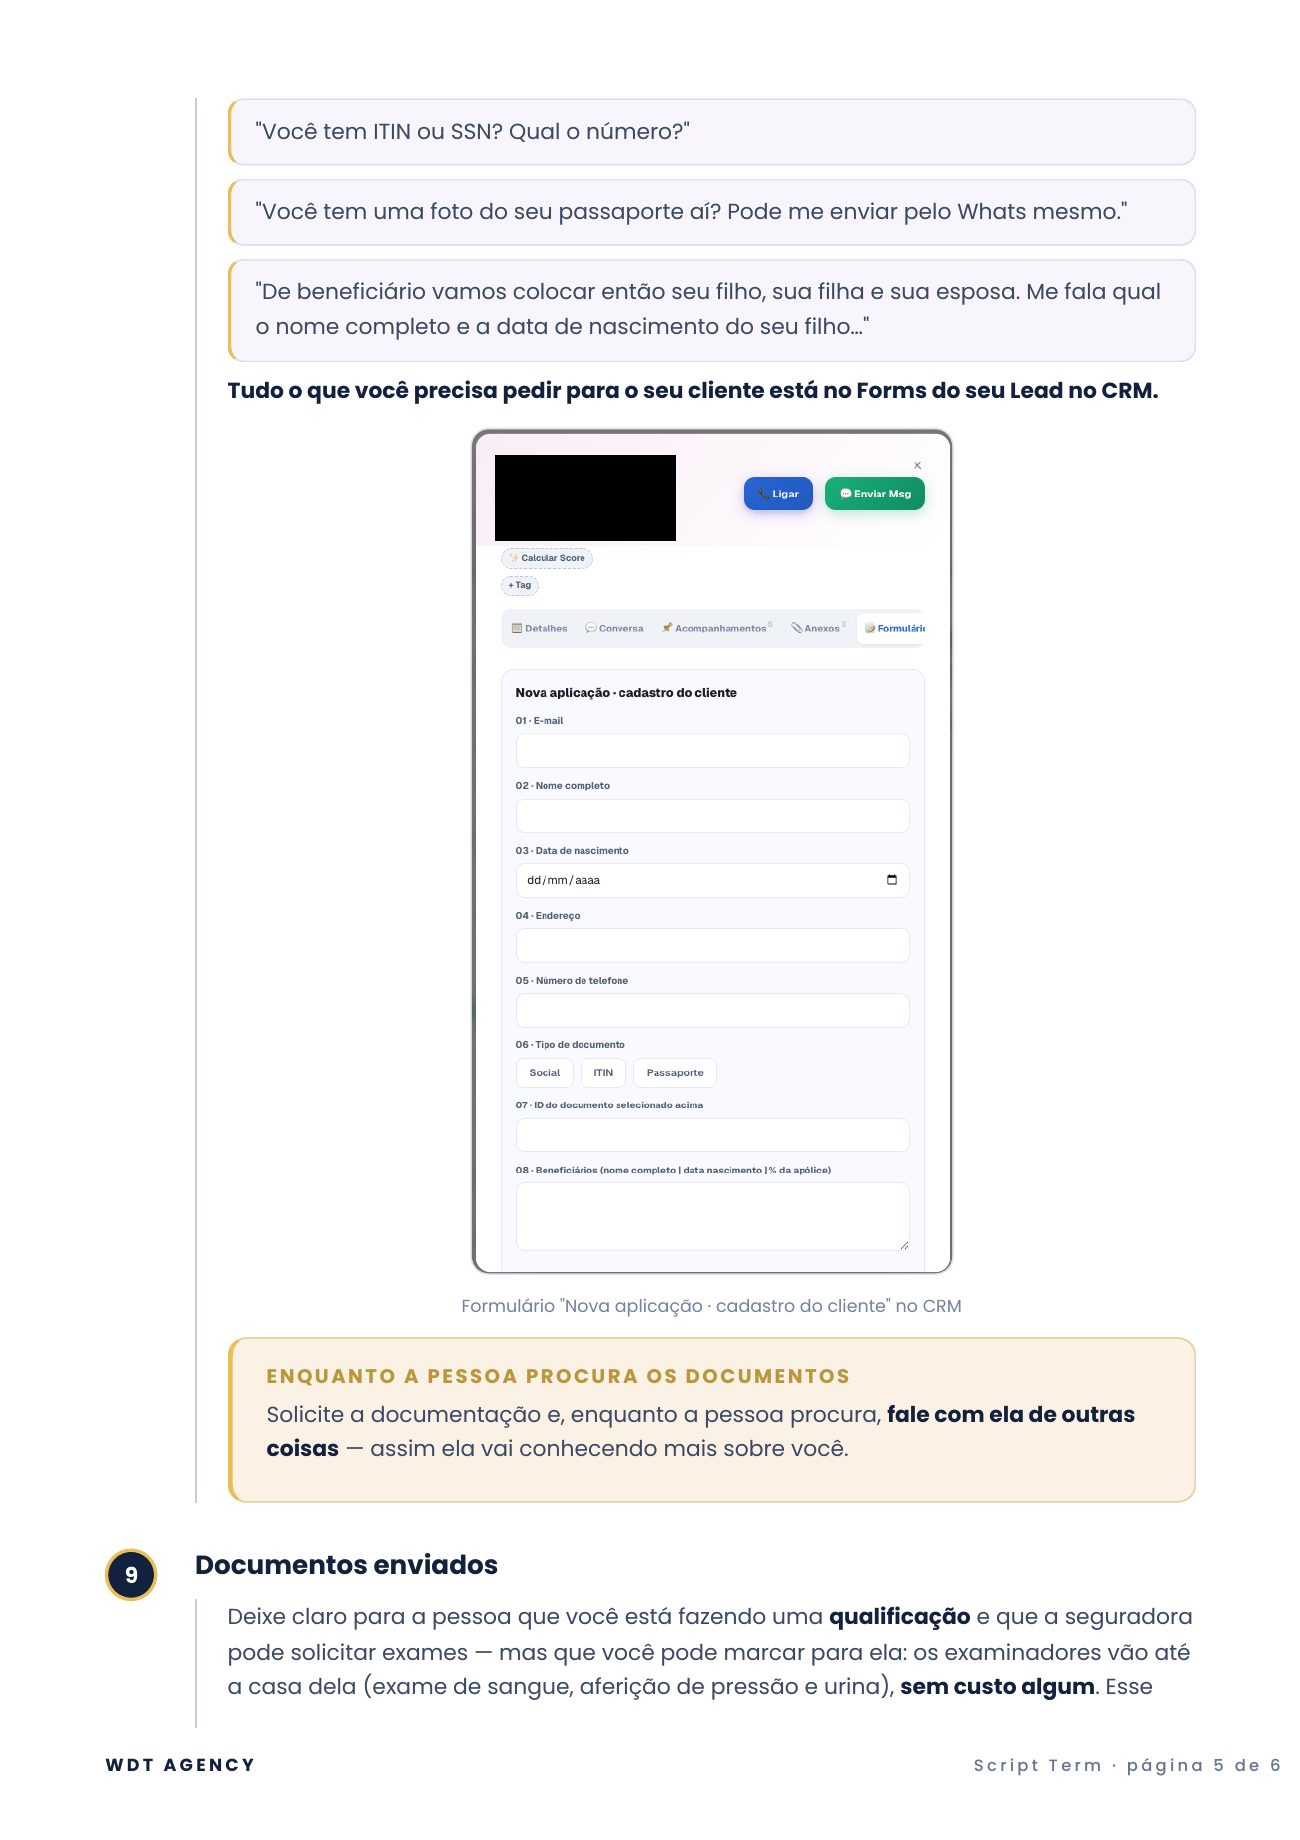 "Você tem ITIN ou SSN? Qual o número?"
"Você tem uma foto do seu passaporte aí? Pode me enviar pelo Whats mesmo."
"De beneficiário vamos colocar então seu filho, sua filha e sua esposa. Me fala qual
o nome completo e a data de nascimento do seu filho..."
Tudo o que você precisa pedir para o seu cliente está no Forms do seu Lead no CRM.
×
Ligar
Enviar Msg
Calcular Score
+ Tag
Detalhes
Conversa
Acompanhamentos 5
Anexos 3
Formulário
Nova aplicação · cadastro do cliente
01 · E-mail
02 · Nome completo
03 · Data de nascimento
dd/mm/aaaa
04 · Endereço
05 · Número de telefone
06 · Tipo de documento
Social
ITIN
Passaporte
07 · ID do documento selecionado acima
08 · Beneficiários (nome completo | data nascimento | % da apólice)
Formulário "Nova aplicação · cadastro do cliente" no CRM
ENQUANTO A PESSOA PROCURA OS DOCUMENTOS
Solicite a documentação e, enquanto a pessoa procura, fale com ela de outras
coisas — assim ela vai conhecendo mais sobre você.
9
Documentos enviados
Deixe claro para a pessoa que você está fazendo uma qualificação e que a seguradora
pode solicitar exames — mas que você pode marcar para ela: os examinadores vão até
a casa dela (exame de sangue, aferição de pressão e urina), sem custo algum. Esse
WDT AGENCY
Script Term · página 5 de 6